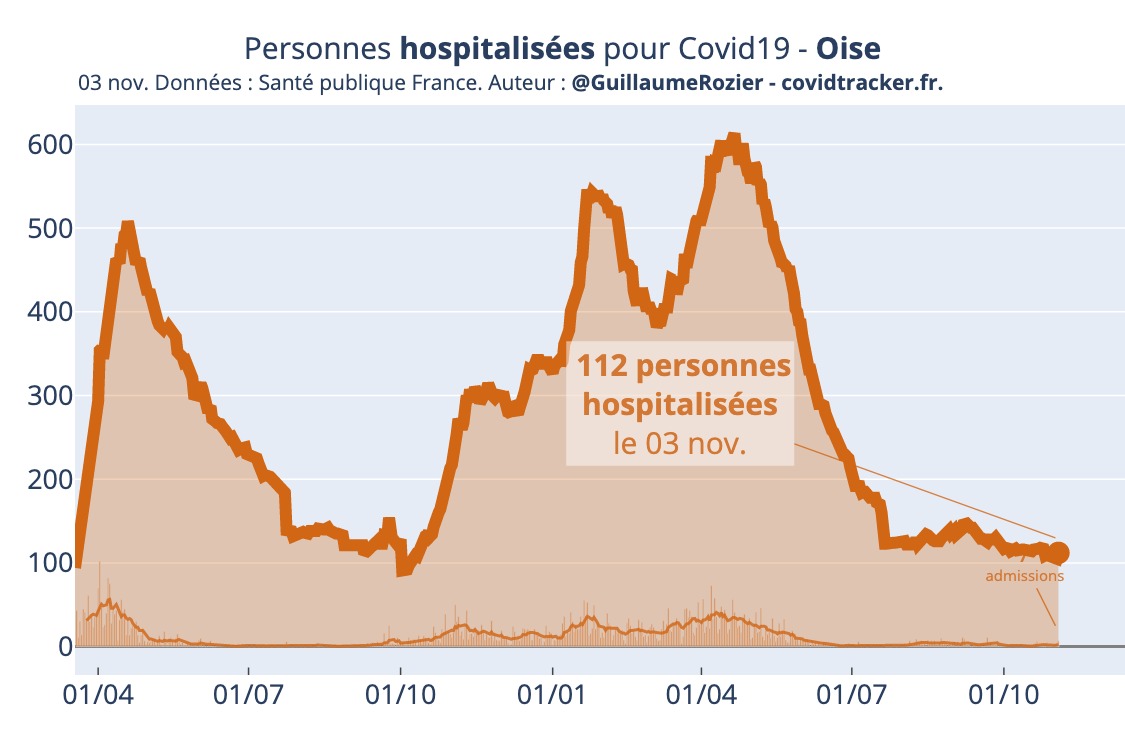 Personnes hospitalisées pour Covid19 - Oise
03 nov. Données : Santé publique France. Auteur : @GuillaumeRozier - covidtracker.fr.
600
500
400
300
200
100
0
112 personnes
hospitalisées
le 03 nov.
admissions
01/04
01/07
01/10
01/01
01/04
01/07
01/10